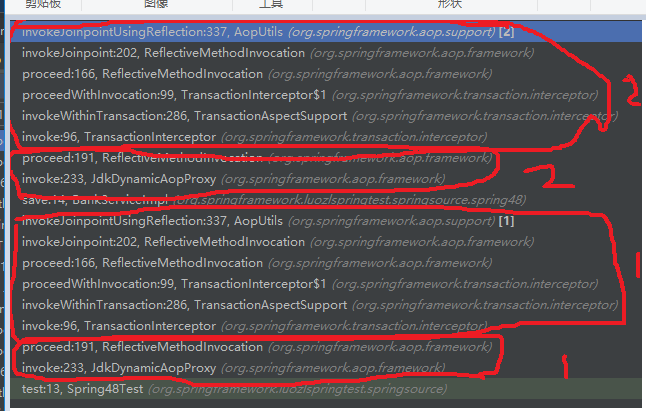 剪贴板 图像 工具 形状
invokeJoinpointUsingReflection:337, AopUtils (org.springframework.aop.support) [2]
invokeJoinpoint:202, ReflectiveMethodInvocation (org.springframework.aop.framework)
proceed:166, ReflectiveMethodInvocation (org.springframework.aop.framework)
proceedWithInvocation:99, TransactionInterceptor$1 (org.springframework.transaction.interceptor)
invokeWithinTransaction:286, TransactionAspectSupport (org.springframework.transaction.interceptor)
invoke:96, TransactionInterceptor (org.springframework.transaction.interceptor)
2
proceed:191, ReflectiveMethodInvocation (org.springframework.aop.framework)
invoke:233, JdkDynamicAopProxy (org.springframework.aop.framework)
2
save:14, BankServiceImpl (org.springframework.luozlspringtest.springsource.spring48)
invokeJoinpointUsingReflection:337, AopUtils (org.springframework.aop.support) [1]
invokeJoinpoint:202, ReflectiveMethodInvocation (org.springframework.aop.framework)
proceed:166, ReflectiveMethodInvocation (org.springframework.aop.framework)
proceedWithInvocation:99, TransactionInterceptor$1 (org.springframework.transaction.interceptor)
invokeWithinTransaction:286, TransactionAspectSupport (org.springframework.transaction.interceptor)
invoke:96, TransactionInterceptor (org.springframework.transaction.interceptor)
1
proceed:191, ReflectiveMethodInvocation (org.springframework.aop.framework)
invoke:233, JdkDynamicAopProxy (org.springframework.aop.framework)
1
test:13, Spring48Test (org.springframework.luozlspringtest.springsource)